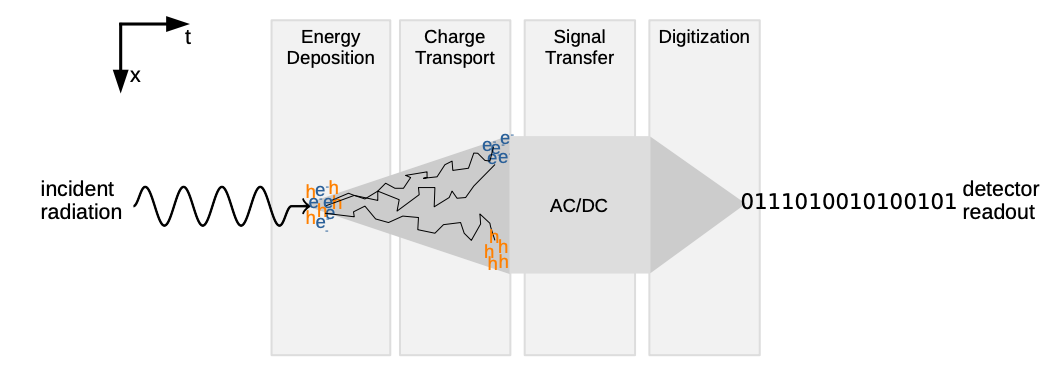 t
x
Energy
Deposition
Charge
Transport
Signal
Transfer
Digitization
incident
radiation
h e- h
e- e- h
h h e-
e-
e- e-
e- e-
h
h h
h h
AC/DC
0111010010100101
detector
readout